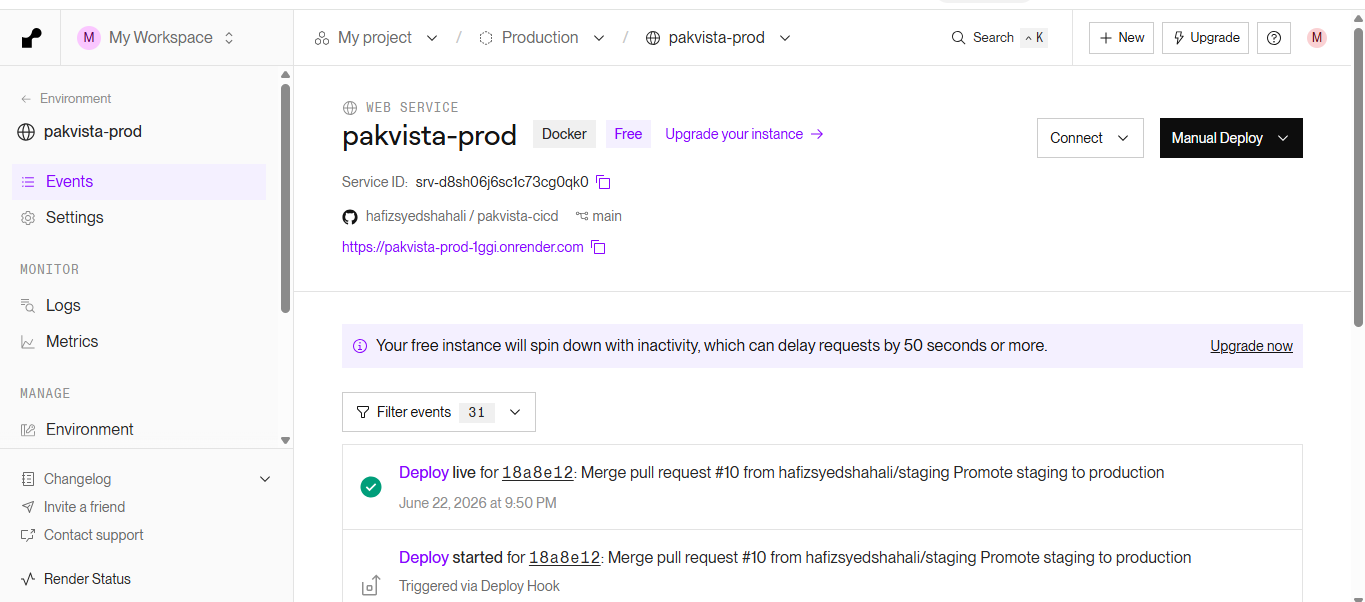 M My Workspace
My project / Production / pakvista-prod
Search ^ K
+ New
Upgrade
M
← Environment
pakvista-prod
Events
Settings
MONITOR
Logs
Metrics
MANAGE
Environment
Changelog
Invite a friend
Contact support
Render Status
WEB SERVICE
pakvista-prod Docker Free Upgrade your instance →
Connect
Manual Deploy
Service ID: srv-d8sh06j6sc1c73cg0qk0
hafizsyedshahali / pakvista-cicd main
https://pakvista-prod-1ggi.onrender.com
Your free instance will spin down with inactivity, which can delay requests by 50 seconds or more. Upgrade now
Filter events 31
Deploy live for 18a8e12: Merge pull request #10 from hafizsyedshahali/staging Promote staging to production
June 22, 2026 at 9:50 PM
Deploy started for 18a8e12: Merge pull request #10 from hafizsyedshahali/staging Promote staging to production
Triggered via Deploy Hook